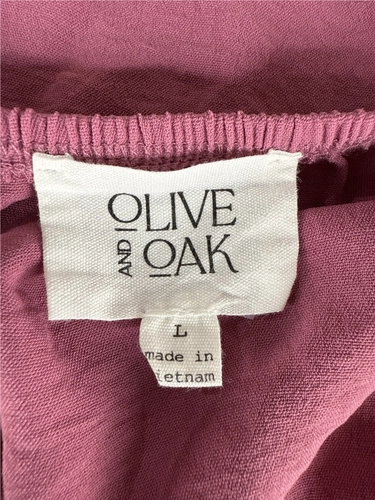 OLIVE
AND OAK
L
made in
ietnam